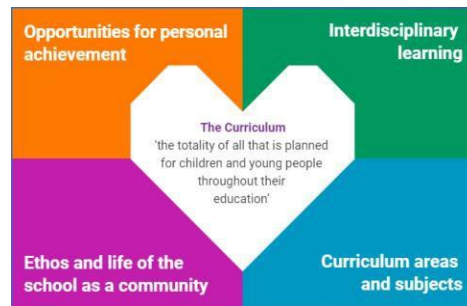 Opportunities for personal
achievement
Interdisciplinary
learning
The Curriculum
'the totality of all that is planned
for children and young people
throughout their
education'
Ethos and life of the
school as a community
Curriculum areas
and subjects